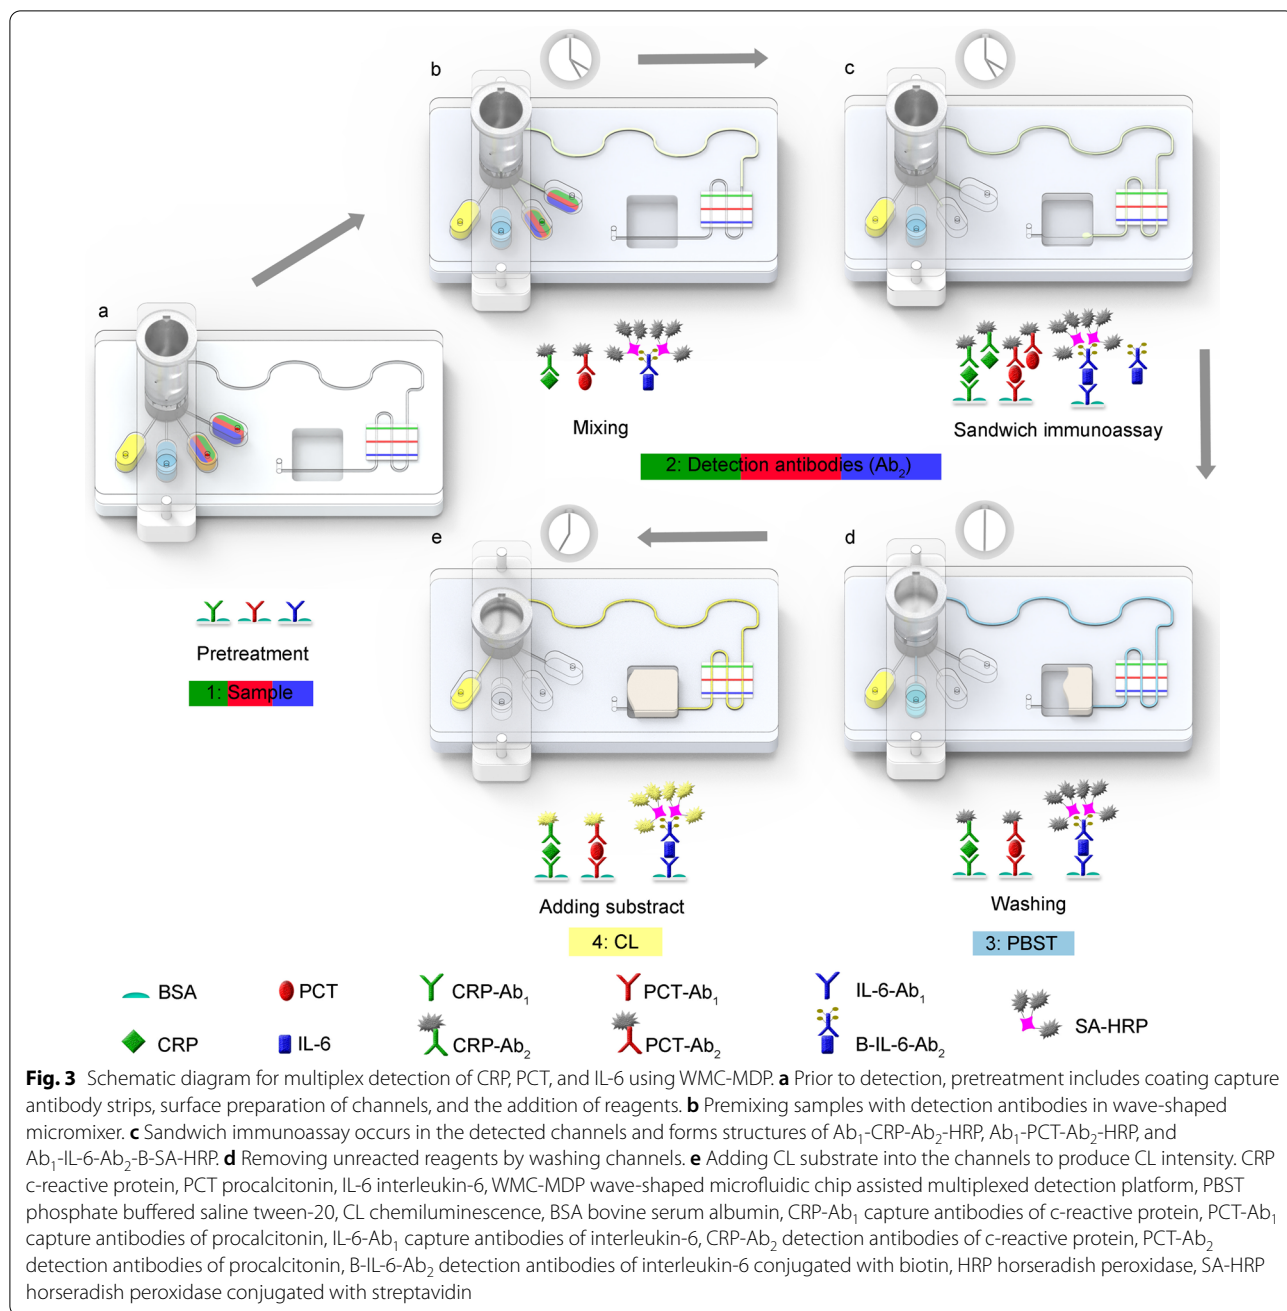 a
Pretreatment
1: Sample
b
Mixing
c
Sandwich immunoassay
2: Detection antibodies (Ab2)
d
Washing
3: PBST
e
Adding substract
4: CL
BSA
PCT
CRP-Ab1
PCT-Ab1
IL-6-Ab1
SA-HRP
CRP
IL-6
CRP-Ab2
PCT-Ab2
B-IL-6-Ab2
Fig. 3 Schematic diagram for multiplex detection of CRP, PCT, and IL-6 using WMC-MDP. a Prior to detection, pretreatment includes coating capture
antibody strips, surface preparation of channels, and the addition of reagents. b Premixing samples with detection antibodies in wave-shaped
micromixer. c Sandwich immunoassay occurs in the detected channels and forms structures of Ab1-CRP-Ab2-HRP, Ab1-PCT-Ab2-HRP, and
Ab1-IL-6-Ab2-B-SA-HRP. d Removing unreacted reagents by washing channels. e Adding CL substrate into the channels to produce CL intensity. CRP
c-reactive protein, PCT procalcitonin, IL-6 interleukin-6, WMC-MDP wave-shaped microfluidic chip assisted multiplexed detection platform, PBST
phosphate buffered saline tween-20, CL chemiluminescence, BSA bovine serum albumin, CRP-Ab1 capture antibodies of c-reactive protein, PCT-Ab1
capture antibodies of procalcitonin, IL-6-Ab1 capture antibodies of interleukin-6, CRP-Ab2 detection antibodies of c-reactive protein, PCT-Ab2
detection antibodies of procalcitonin, B-IL-6-Ab2 detection antibodies of interleukin-6 conjugated with biotin, HRP horseradish peroxidase, SA-HRP
horseradish peroxidase conjugated with streptavidin